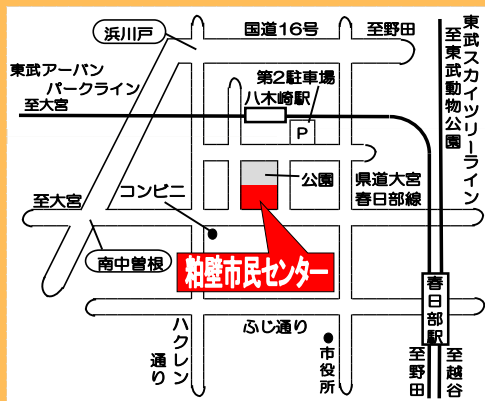 浜川戸
国道16号
至野田
東武アーバン
パークライン
至大宮
第2駐車場
八木崎駅
P
東武スカイツリーライン
至東武動物公園
公園
県道大宮
春日部線
至大宮
コンビニ
南中曽根
粕壁市民センター
春日部駅
ふじ通り
ハクレン通り
市役所
至野田
至越谷